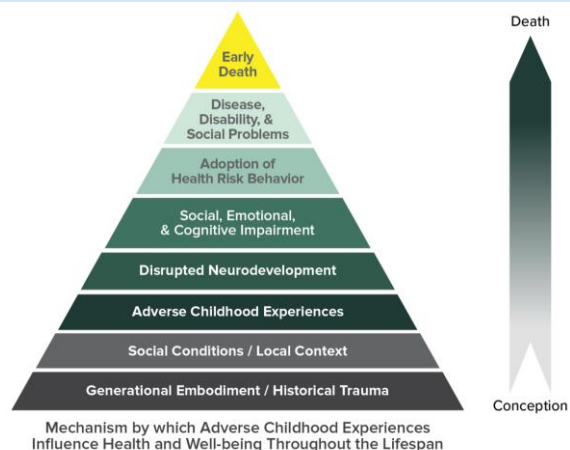 Death
Early
Death
Disease,
Disability, &
Social Problems
Adoption of
Health Risk Behavior
Social, Emotional,
& Cognitive Impairment
Disrupted Neurodevelopment
Adverse Childhood Experiences
Social Conditions / Local Context
Generational Embodiment / Historical Trauma
Conception
Mechanism by which Adverse Childhood Experiences
Influence Health and Well-being Throughout the Lifespan